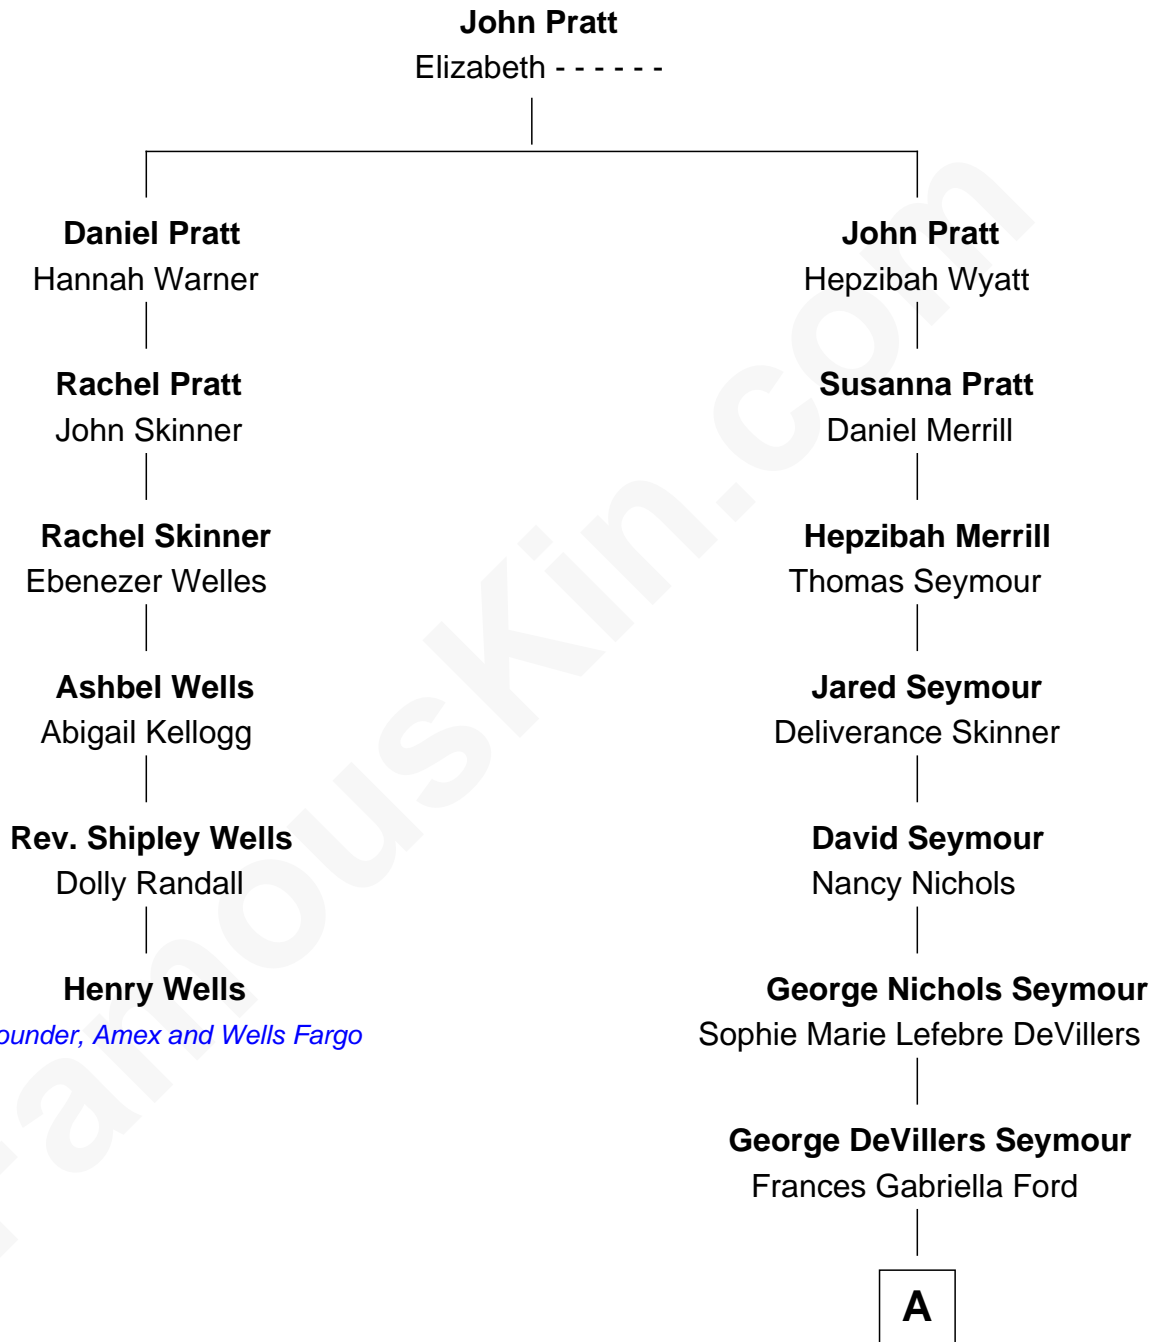 John Pratt
Elizabeth - - - - - -
Daniel Pratt
Hannah Warner
Rachel Pratt
John Skinner
Rachel Skinner
Ebenezer Welles
Ashbel Wells
Abigail Kellogg
Rev. Shipley Wells
Dolly Randall
Henry Wells
ounder, Amex and Wells Fargo
John Pratt
Hepzibah Wyatt
Susanna Pratt
Daniel Merrill
Hepzibah Merrill
Thomas Seymour
Jared Seymour
Deliverance Skinner
David Seymour
Nancy Nichols
George Nichols Seymour
Sophie Marie Lefebre DeVillers
George DeVillers Seymour
Frances Gabriella Ford
A
FamousKin.com